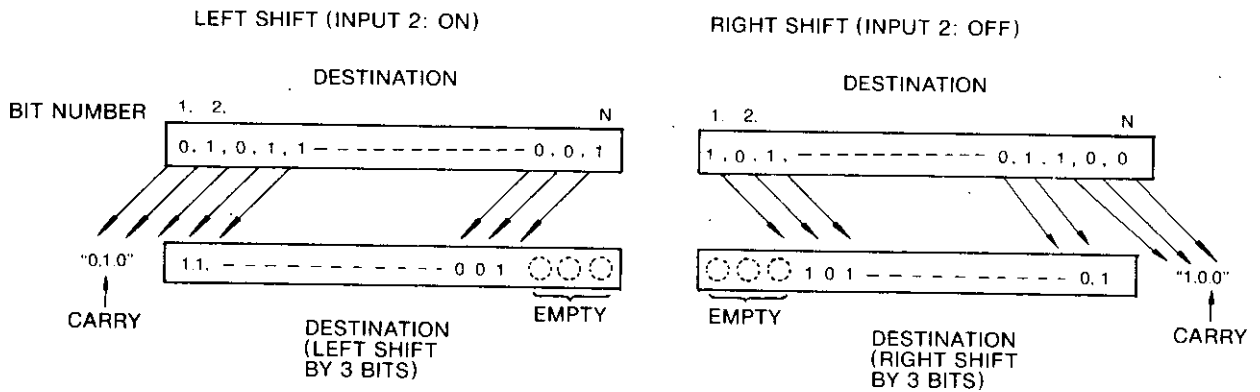 LEFT SHIFT (INPUT 2: ON)
DESTINATION
BIT NUMBER
1. 2. N
0.1,0,1,1 ------------------ 0,0,1
"0.1.0" 1.1. ------------------ 0 0 1
CARRY
EMPTY
DESTINATION
(LEFT SHIFT
BY 3 BITS)
RIGHT SHIFT (INPUT 2: OFF)
DESTINATION
1. 2. N
1,0,1, ------------------ 0.1.1,0,0
1 0 1 ------------------ 0,1 "1.0.0"
EMPTY
CARRY
DESTINATION
(RIGHT SHIFT
BY 3 BITS)